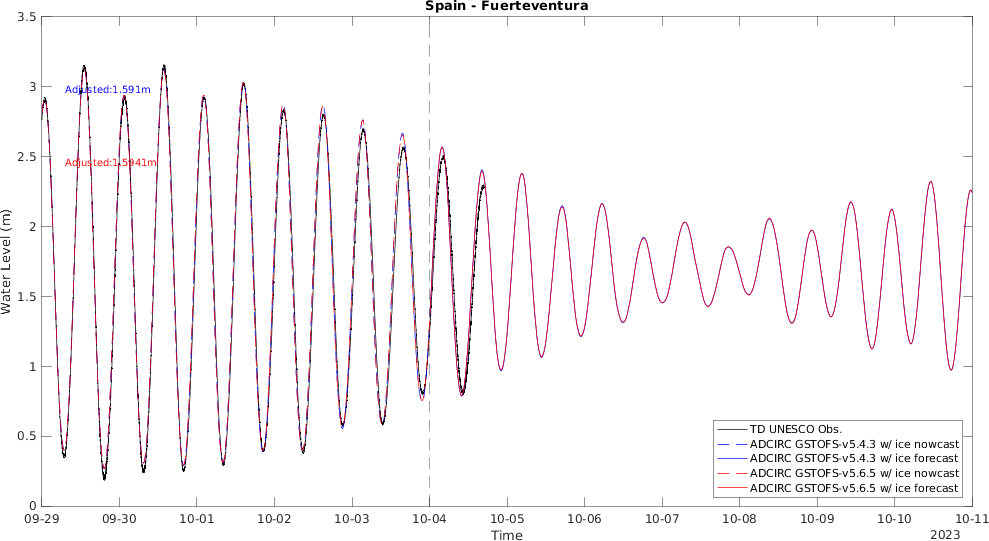 Spain - Fuerteventura
3.5
3
2.5
2
1.5
1
0.5
0
Water Level (m)
Adjusted:1.591m
Adjusted:1.5941m
TD UNESCO Obs.
ADCIRC GSTOFS-v5.4.3 w/ ice nowcast
ADCIRC GSTOFS-v5.4.3 w/ ice forecast
ADCIRC GSTOFS-v5.6.5 w/ ice nowcast
ADCIRC GSTOFS-v5.6.5 w/ ice forecast
09-29 09-30 10-01 10-02 10-03 10-04 10-05 10-06 10-07 10-08 10-09 10-10 10-11
Time
2023